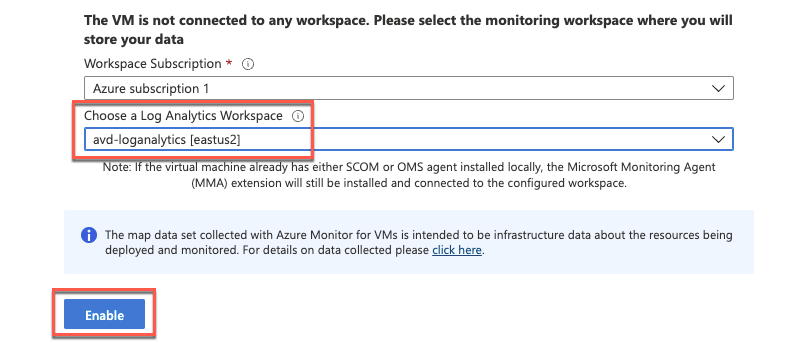 The VM is not connected to any workspace. Please select the monitoring workspace where you will
store your data
Workspace Subscription *
Azure subscription 1
Choose a Log Analytics Workspace
avd-loganalytics [eastus2]
Note: If the virtual machine already has either SCOM or OMS agent installed locally, the Microsoft Monitoring Agent
(MMA) extension will still be installed and connected to the configured workspace.
The map data set collected with Azure Monitor for VMs is intended to be infrastructure data about the resources being
deployed and monitored. For details on data collected please click here.
Enable